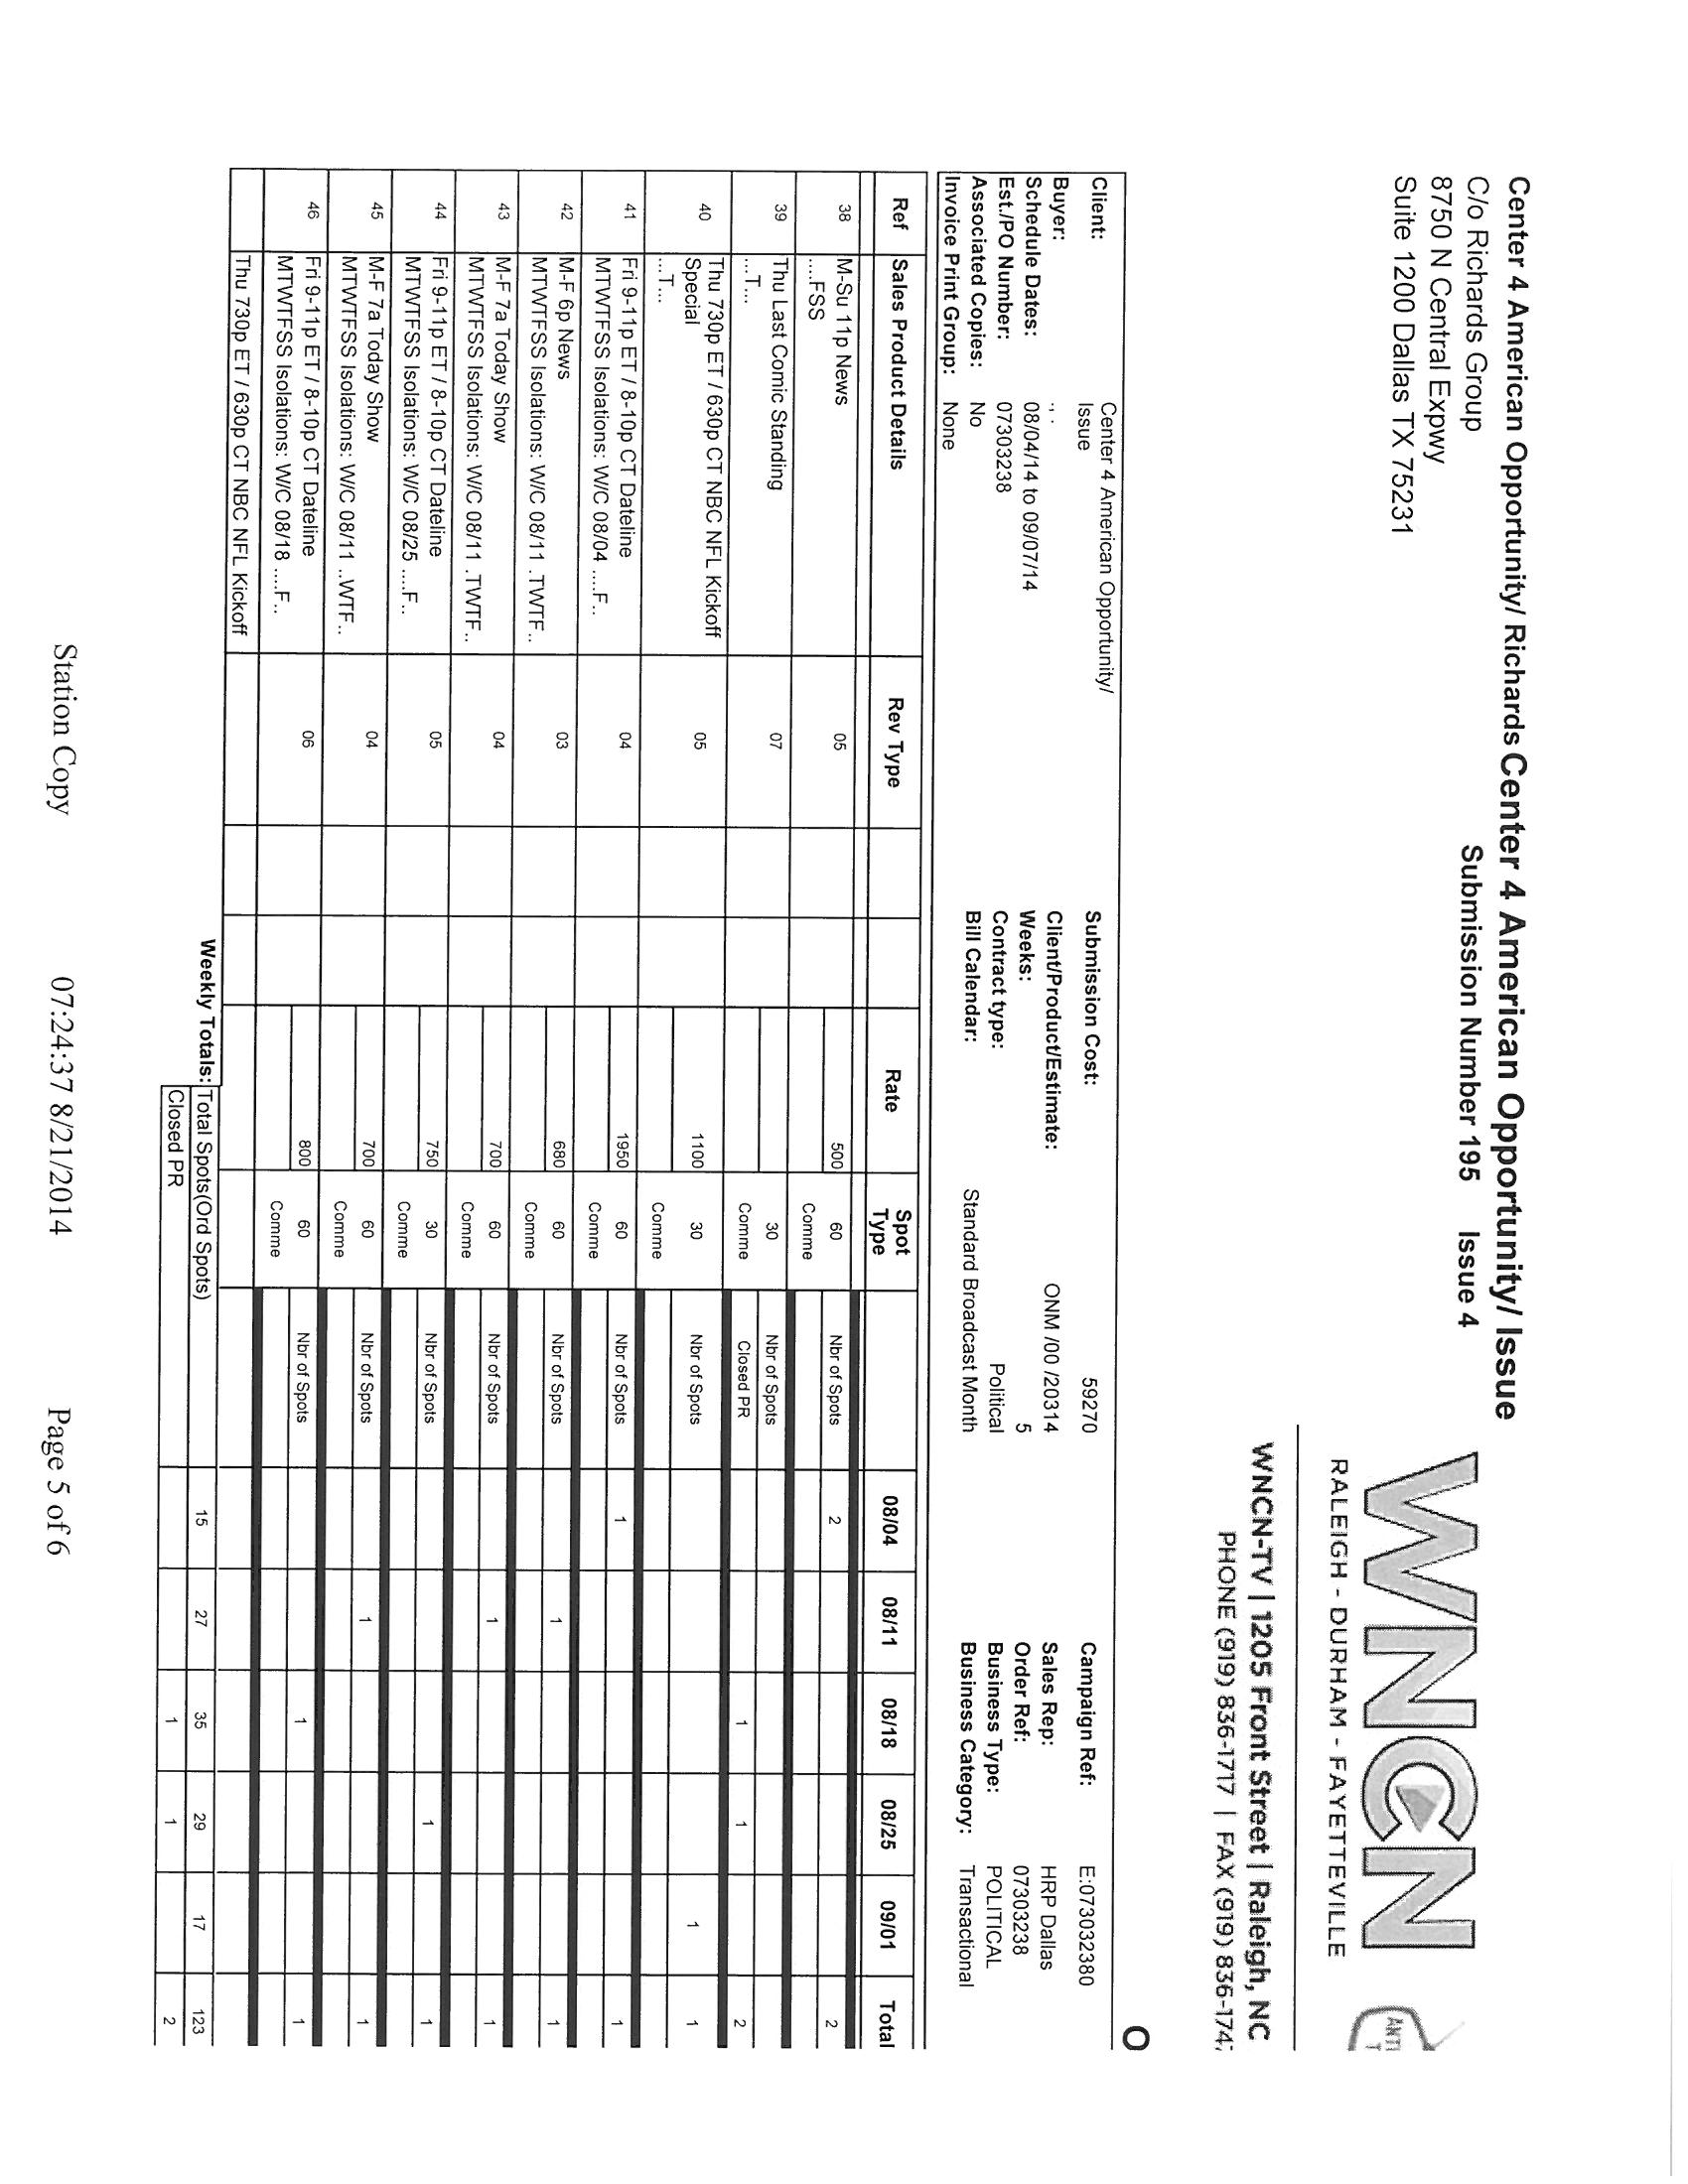 Center 4 American Opportunity/ Richards Center 4 American Opportunity/ Issue
C/o Richards Group
8750 N Central Expwy
Suite 1200 Dallas TX 75231
Submission Number 195 Issue 4
WNCN
RALEIGH - DURHAM - FAYETTEVILLE
WNCN-TV | 1205 Front Street | Raleigh, NC
PHONE (919) 836-1717 | FAX (919) 836-174
O
Client: Center 4 American Opportunity/ Issue Submission Cost: 59270 Campaign Ref: E:073032380
Buyer: ., . Client/Product/Estimate: ONM /00 /20314 Sales Rep: HRP Dallas
Schedule Dates: 08/04/14 to 09/07/14 Weeks: 5 Order Ref: 07303238
Est./PO Number: 07303238 Contract type: Political Business Type: POLITICAL
Associated Copies: No Bill Calendar: Standard Broadcast Month Business Category: Transactional
Invoice Print Group: None
Ref Sales Product Details Rev Type Rate Spot Type 08/04 08/11 08/18 08/25 09/01 Total
38 M-Su 11p News 05 500 60 Nbr of Spots 2 2
....FSS Comme
39 Thu Last Comic Standing 07 30 Nbr of Spots
...T... Comme Closed PR 1 1 2
40 Thu 730p ET / 630p CT NBC NFL Kickoff
Special 05 1100 30 Nbr of Spots 1 1
...T... Comme
41 Fri 9-11p ET / 8-10p CT Dateline 04 1950 60 Nbr of Spots 1 1
MTWTFSS Isolations: W/C 08/04 ....F.. Comme
42 M-F 6p News 03 680 60 Nbr of Spots 1 1
MTWTFSS Isolations: W/C 08/11 .TWTF.. Comme
43 M-F 7a Today Show 04 700 60 Nbr of Spots 1 1
MTWTFSS Isolations: W/C 08/11 .TWTF.. Comme
44 Fri 9-11p ET / 8-10p CT Dateline 05 750 30 Nbr of Spots 1 1
MTWTFSS Isolations: W/C 08/25 ....F.. Comme
45 M-F 7a Today Show 04 700 60 Nbr of Spots 1 1
MTWTFSS Isolations: W/C 08/11 ..WTF.. Comme
46 Fri 9-11p ET / 8-10p CT Dateline 06 800 60 Nbr of Spots 1 1
MTWTFSS Isolations: W/C 08/18 ....F.. Comme
Thu 730p ET / 630p CT NBC NFL Kickoff
Weekly Totals: Total Spots(Ord Spots) 15 27 35 29 17 123
Closed PR 1 1 2
Station Copy 07:24:37 8/21/2014 Page 5 of 6